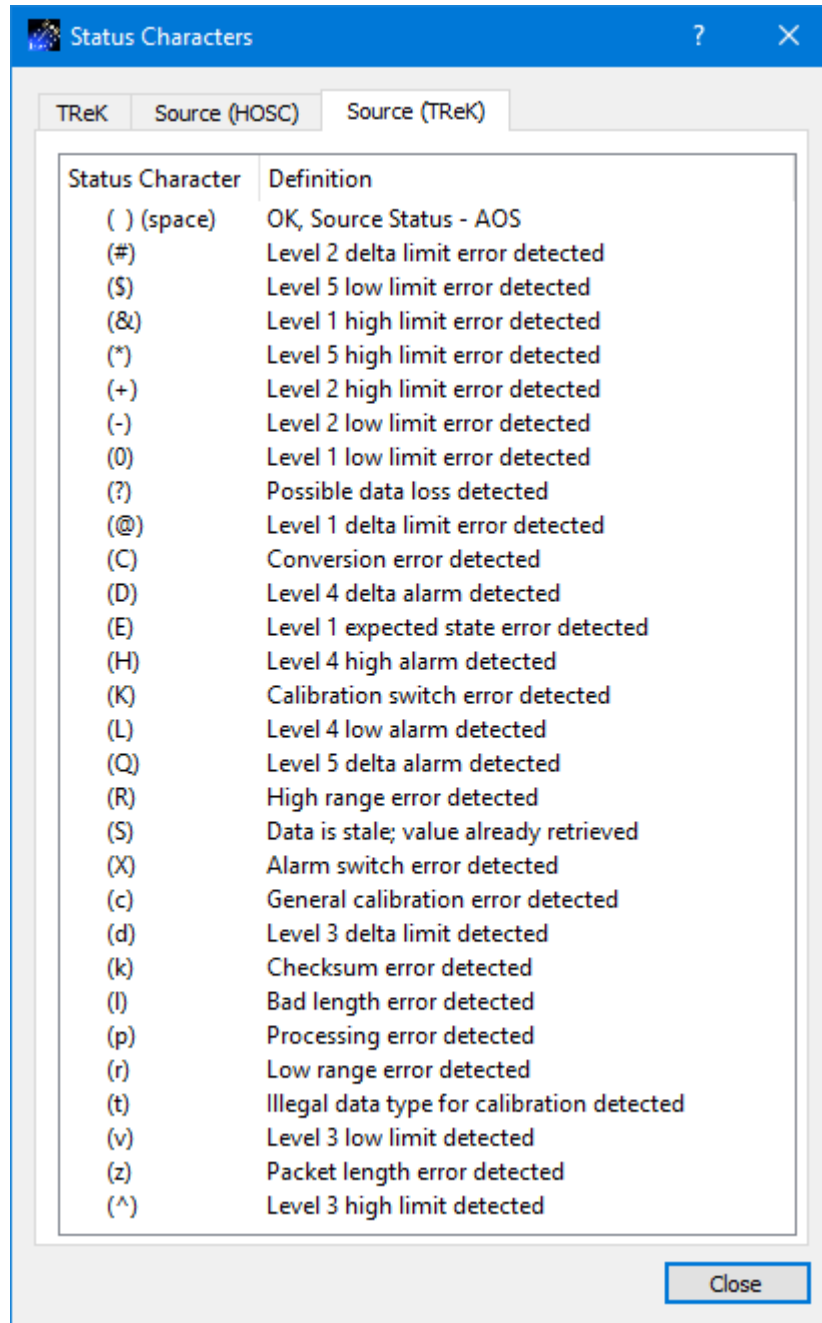 Status Characters ? ×
TReK Source (HOSC) Source (TReK)
Status Character Definition
( ) (space) OK, Source Status - AOS
(#) Level 2 delta limit error detected
($) Level 5 low limit error detected
(&) Level 1 high limit error detected
(*) Level 5 high limit error detected
(+) Level 2 high limit error detected
(-) Level 2 low limit error detected
(0) Level 1 low limit error detected
(?) Possible data loss detected
(@) Level 1 delta limit error detected
(C) Conversion error detected
(D) Level 4 delta alarm detected
(E) Level 1 expected state error detected
(H) Level 4 high alarm detected
(K) Calibration switch error detected
(L) Level 4 low alarm detected
(Q) Level 5 delta alarm detected
(R) High range error detected
(S) Data is stale; value already retrieved
(X) Alarm switch error detected
(c) General calibration error detected
(d) Level 3 delta limit detected
(k) Checksum error detected
(l) Bad length error detected
(p) Processing error detected
(r) Low range error detected
(t) Illegal data type for calibration detected
(v) Level 3 low limit detected
(z) Packet length error detected
(^) Level 3 high limit detected
Close